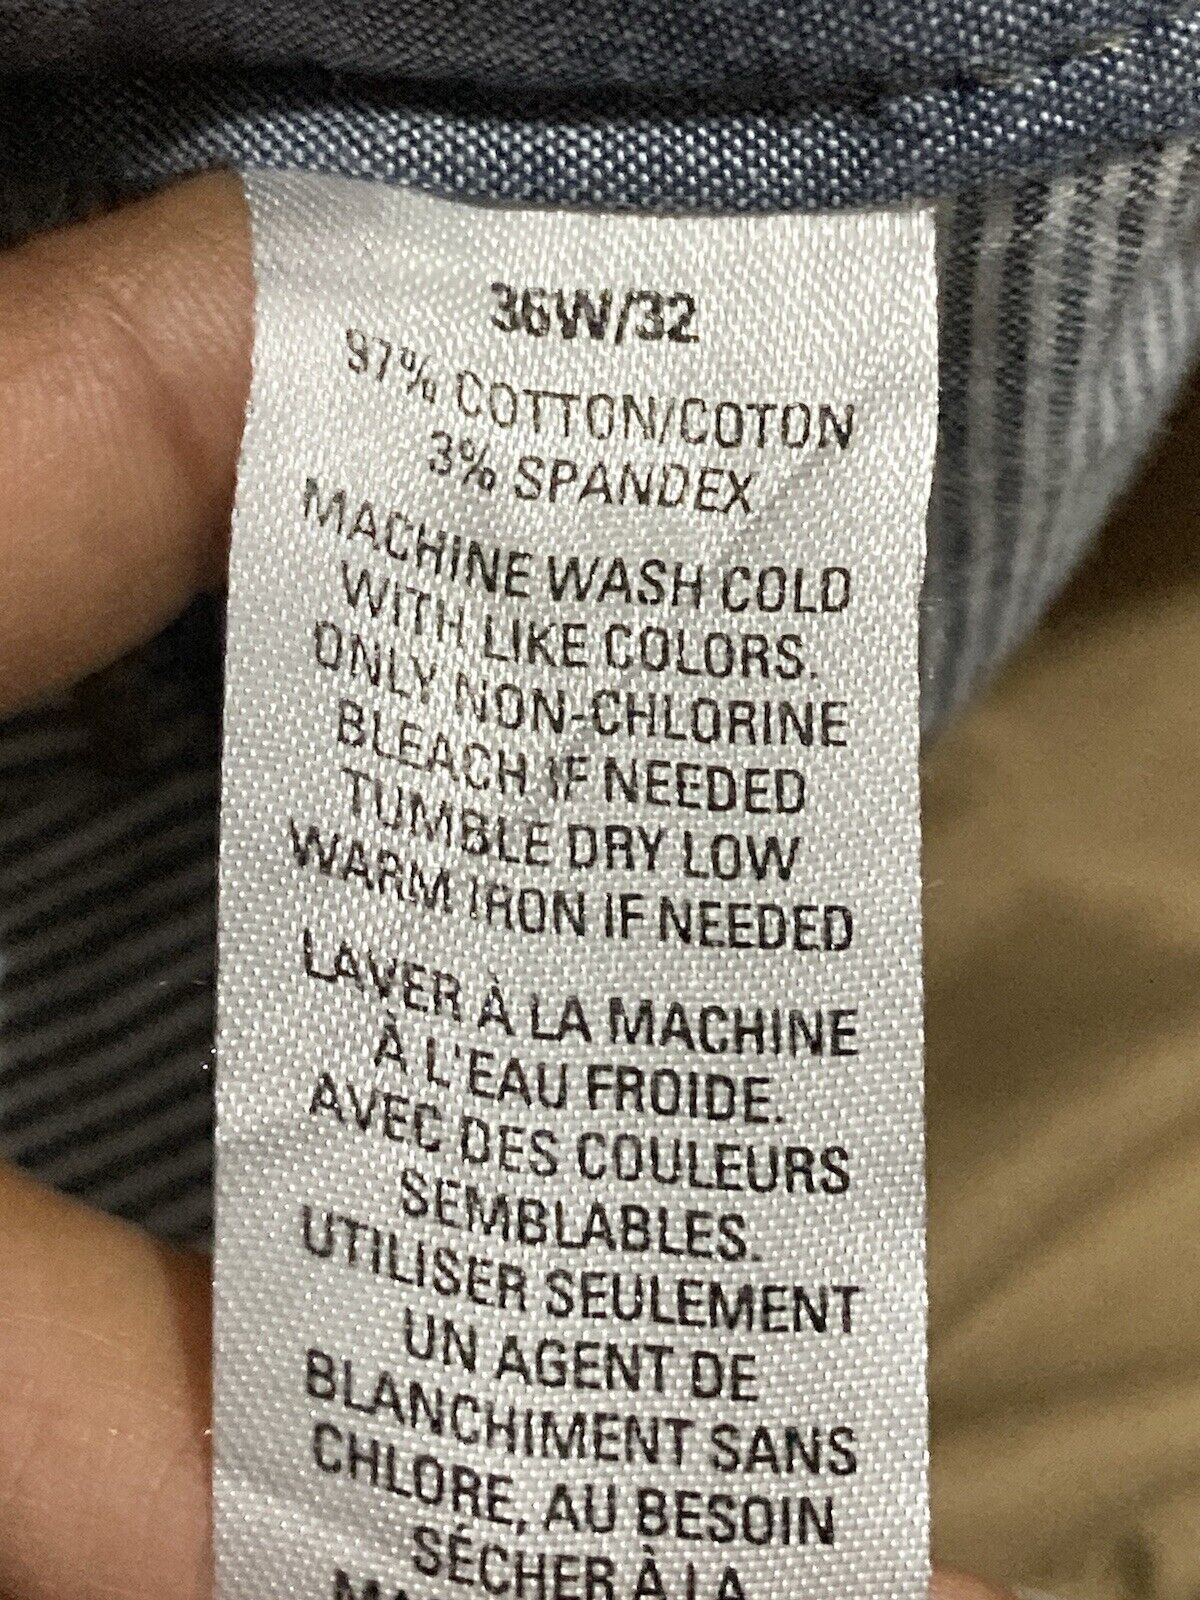 36W/32
97% COTTON/COTON
3% SPANDEX
MACHINE WASH COLD
WITH LIKE COLORS.
ONLY NON-CHLORINE
BLEACH IF NEEDED
TUMBLE DRY LOW
WARM IRON IF NEEDED
LAVER À LA MACHINE
À L'EAU FROIDE.
AVEC DES COULEURS
SEMBLABLES.
UTILISER SEULEMENT
UN AGENT DE
BLANCHIMENT SANS
CHLORE, AU BESOIN
SÉCHER À LA